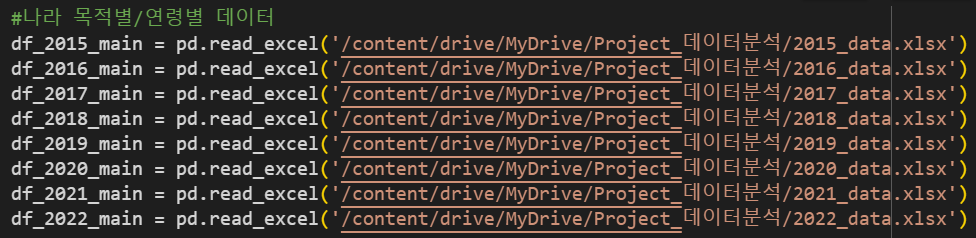 #나라 목적별/연령별 데이터
df_2015_main = pd.read_excel('/content/drive/MyDrive/Project_데이터분석/2015_data.xlsx')
df_2016_main = pd.read_excel('/content/drive/MyDrive/Project_데이터분석/2016_data.xlsx')
df_2017_main = pd.read_excel('/content/drive/MyDrive/Project_데이터분석/2017_data.xlsx')
df_2018_main = pd.read_excel('/content/drive/MyDrive/Project_데이터분석/2018_data.xlsx')
df_2019_main = pd.read_excel('/content/drive/MyDrive/Project_데이터분석/2019_data.xlsx')
df_2020_main = pd.read_excel('/content/drive/MyDrive/Project_데이터분석/2020_data.xlsx')
df_2021_main = pd.read_excel('/content/drive/MyDrive/Project_데이터분석/2021_data.xlsx')
df_2022_main = pd.read_excel('/content/drive/MyDrive/Project_데이터분석/2022_data.xlsx')